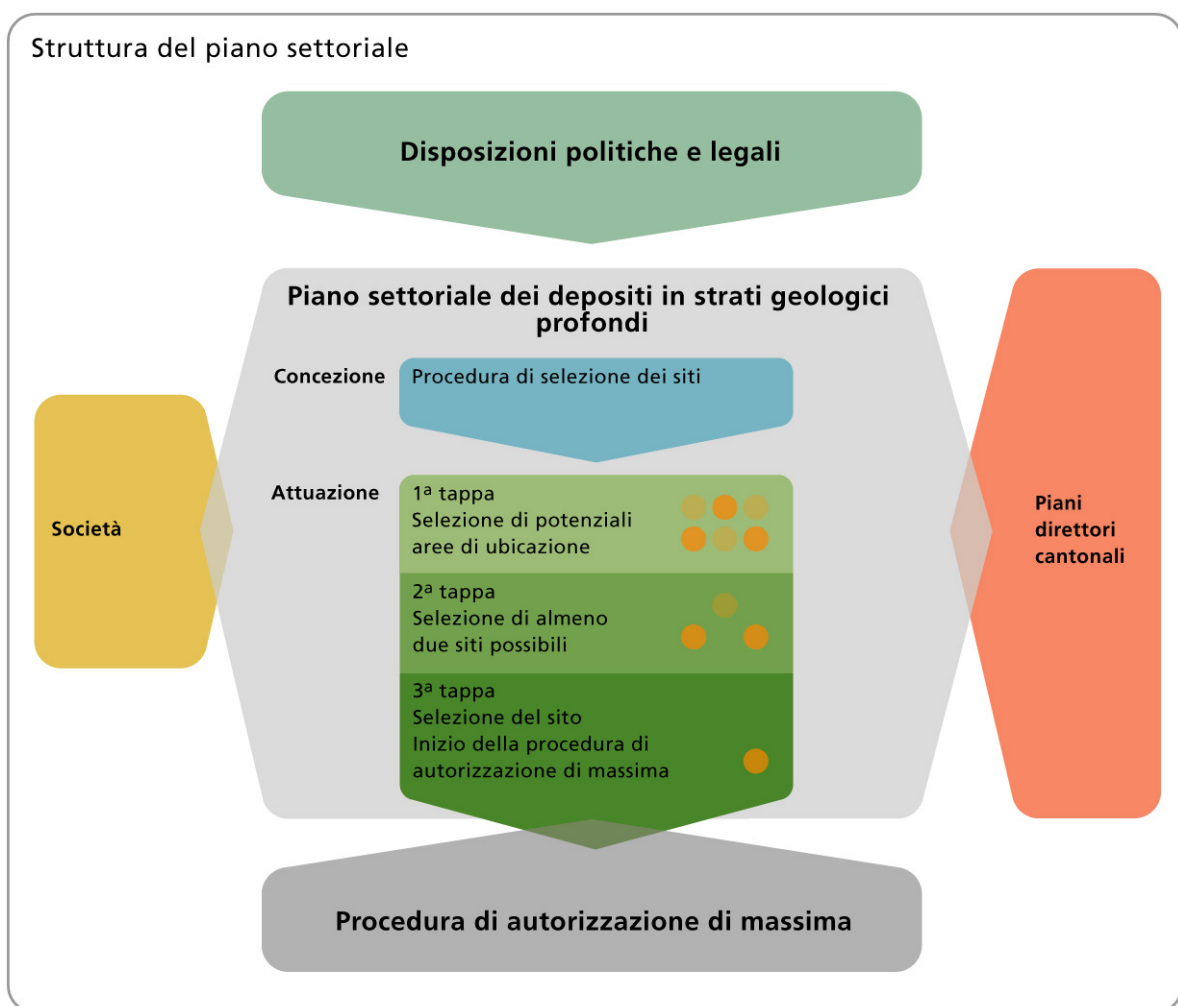 Struttura del piano settoriale
Disposizioni politiche e legali
Piano settoriale dei depositi in strati geologici
profondi
Concezione
Procedura di selezione dei siti
Attuazione
1ª tappa
Selezione di potenziali
aree di ubicazione
2ª tappa
Selezione di almeno
due siti possibili
3ª tappa
Selezione del sito
Inizio della procedura di
autorizzazione di massima
Società
Piani
direttori
cantonali
Procedura di autorizzazione di massima